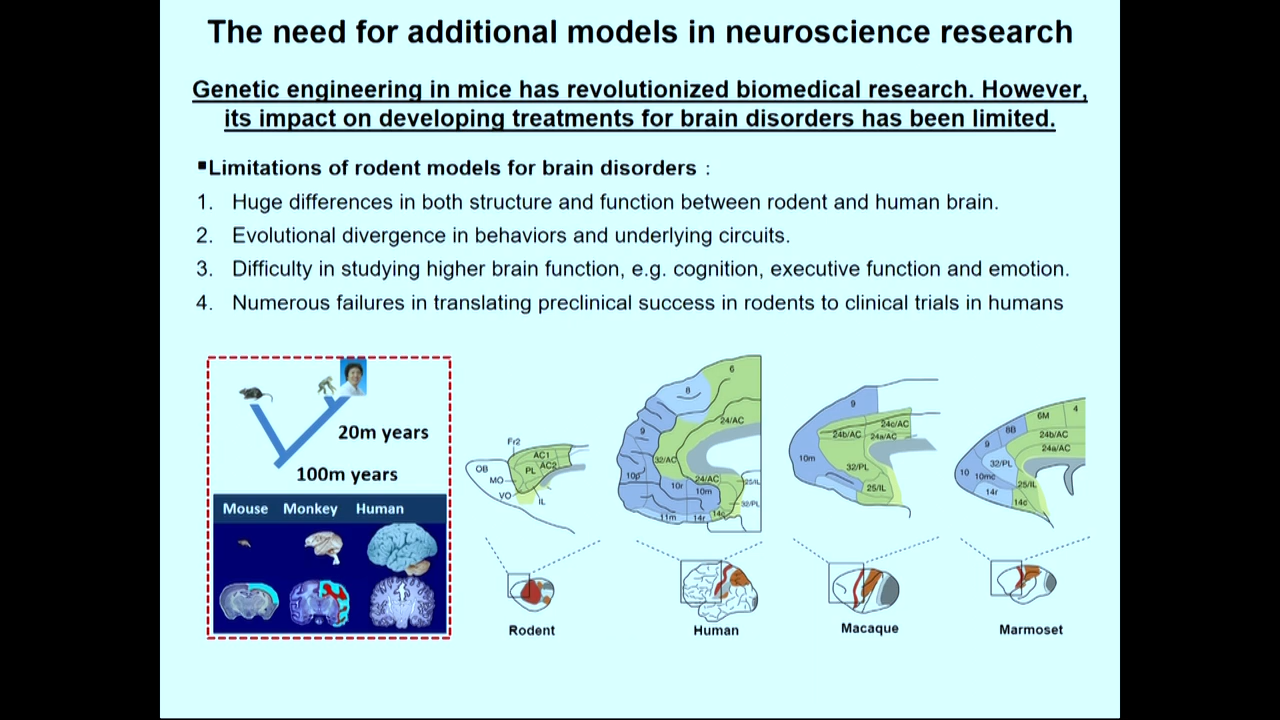 The need for additional models in neuroscience research
Genetic engineering in mice has revolutionized biomedical research. However,
its impact on developing treatments for brain disorders has been limited.
▪Limitations of rodent models for brain disorders :
1. Huge differences in both structure and function between rodent and human brain.
2. Evolutional divergence in behaviors and underlying circuits.
3. Difficulty in studying higher brain function, e.g. cognition, executive function and emotion.
4. Numerous failures in translating preclinical success in rodents to clinical trials in humans
20m years
100m years
Mouse Monkey Human
Fr2
AC1
AC2
OB
PL
MO
VO
IL
Rodent
6
8
24/AC
9
32/AC
24/AC
10p
10r
10m
25/IL
32/PL
11m
14r
14c
Human
9
24c/AC
24b/AC
24a/AC
10m
32/PL
25/IL
Macaque
4
6M
8B
24b/AC
9
24a/AC
32/PL
10
10mc
25/IL
14r
14c
Marmoset